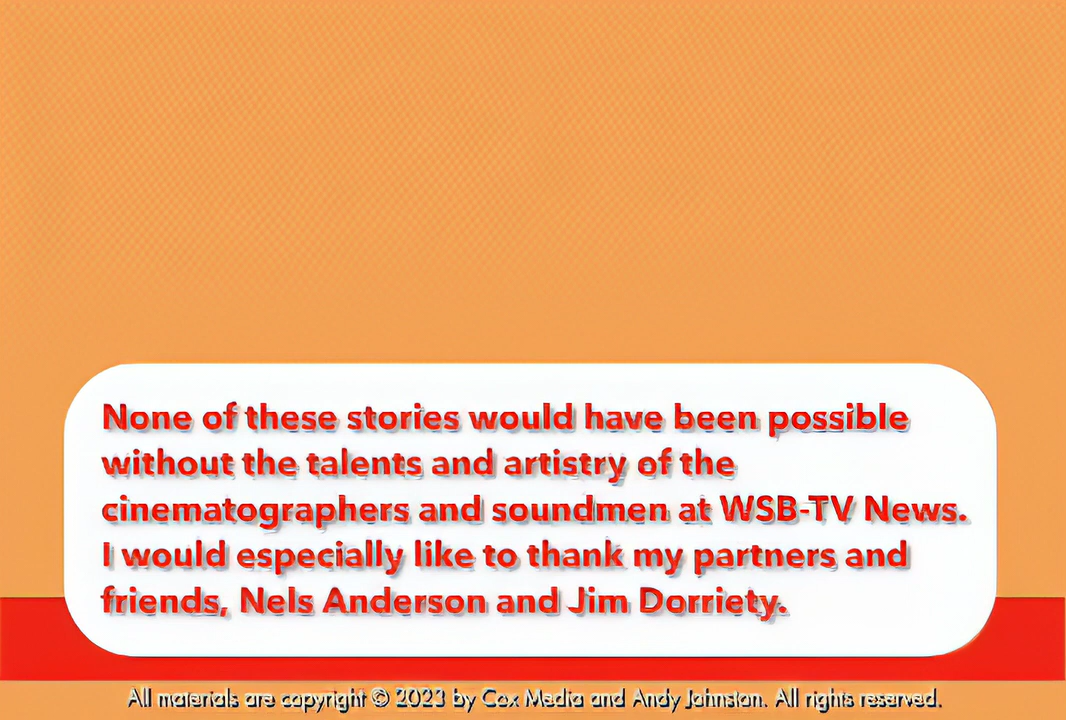 None of these stories would have been possible
without the talents and artistry of the
cinematographers and soundmen at WSB-TV News.
I would especially like to thank my partners and
friends, Nels Anderson and Jim Dorriety.
All materials are copyright © 2023 by Cox Media and Andy Johnston. All rights reserved.